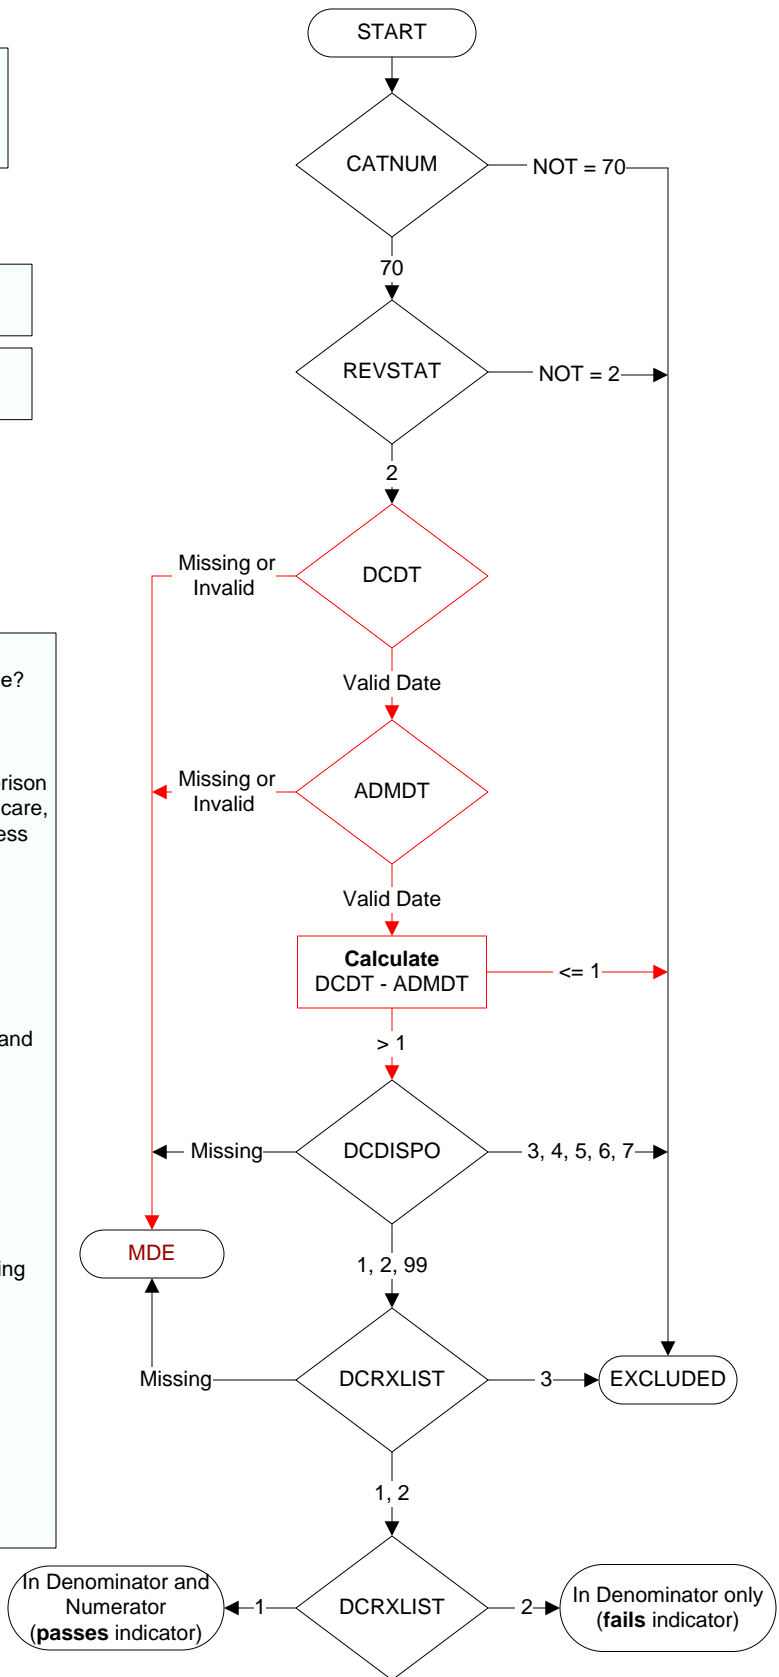 START
CATNUM
NOT = 70
70
REVSTAT
NOT = 2
2
Missing or
Invalid
DCDT
Valid Date
e?
Missing or
Invalid
ADMDT
rison
care,
ess
Valid Date
Calculate
DCDT - ADMDT
<= 1
and
> 1
Missing
DCDISPO
3, 4, 5, 6, 7
MDE
1, 2, 99
ing
Missing
DCRXLIST
3
EXCLUDED
1, 2
In Denominator and
Numerator
(passes indicator)
1
DCRXLIST
2
In Denominator only
(fails indicator)